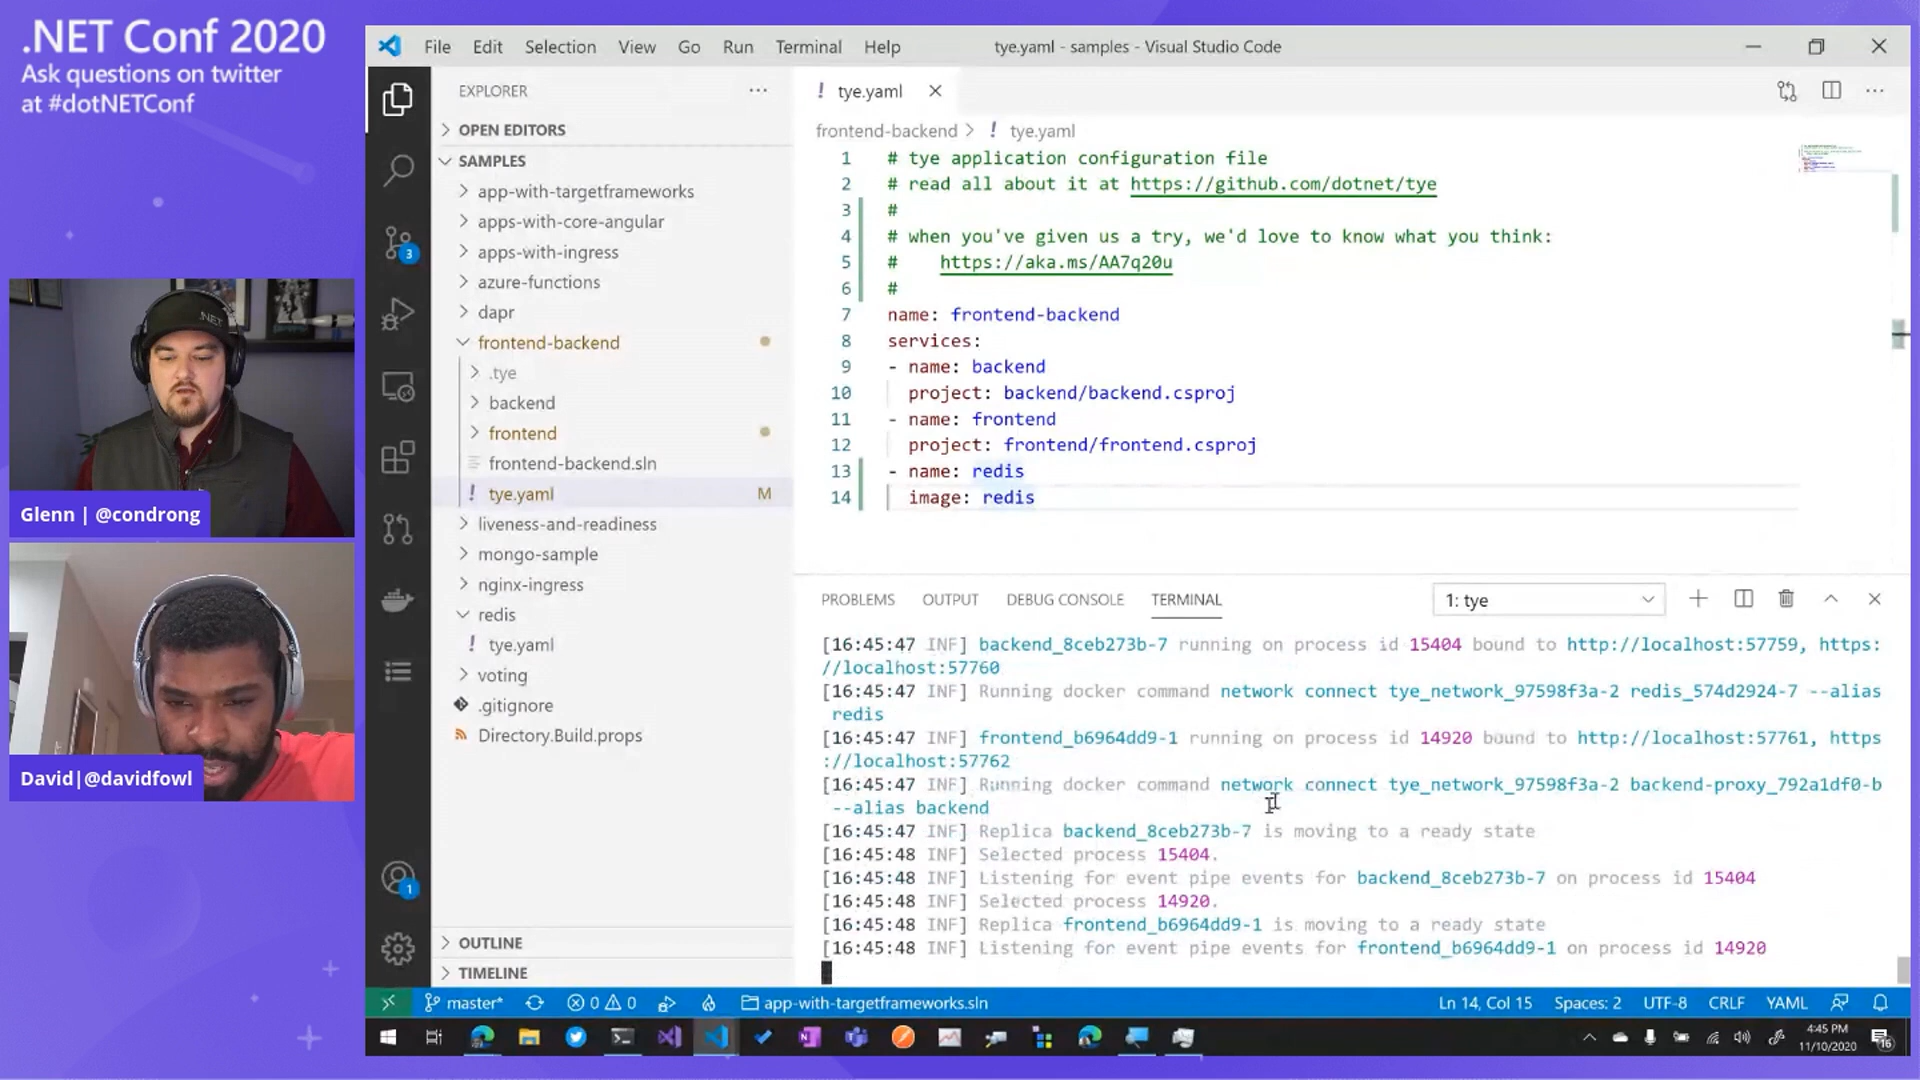 .NET Conf 2020
Ask questions on twitter
at #dotNETConf
.NET
Glenn | @condrong
David|@davidfowl
File Edit Selection View Go Run Terminal Help
tye.yaml - samples - Visual Studio Code
EXPLORER
OPEN EDITORS
SAMPLES
app-with-targetframeworks
apps-with-core-angular
apps-with-ingress
azure-functions
dapr
frontend-backend
.tye
backend
frontend
frontend-backend.sln
! tye.yaml M
liveness-and-readiness
mongo-sample
nginx-ingress
redis
! tye.yaml
voting
.gitignore
Directory.Build.props
OUTLINE
TIMELINE
3
1
! tye.yaml
frontend-backend > ! tye.yaml
1 # tye application configuration file
2 # read all about it at https://github.com/dotnet/tye
3 #
4 # when you've given us a try, we'd love to know what you think:
5 # https://aka.ms/AA7q20u
6 #
7 name: frontend-backend
8 services:
9 - name: backend
10 project: backend/backend.csproj
11 - name: frontend
12 project: frontend/frontend.csproj
13 - name: redis
14 image: redis
PROBLEMS OUTPUT DEBUG CONSOLE TERMINAL
1: tye
[16:45:47 INF] backend_8ceb273b-7 running on process id 15404 bound to http://localhost:57759, https:
//localhost:57760
[16:45:47 INF] Running docker command network connect tye_network_97598f3a-2 redis_574d2924-7 --alias
redis
[16:45:47 INF] frontend_b6964dd9-1 running on process id 14920 bound to http://localhost:57761, https
://localhost:57762
[16:45:47 INF] Running docker command network connect tye_network_97598f3a-2 backend-proxy_792a1df0-b
--alias backend
[16:45:47 INF] Replica backend_8ceb273b-7 is moving to a ready state
[16:45:48 INF] Selected process 15404.
[16:45:48 INF] Listening for event pipe events for backend_8ceb273b-7 on process id 15404
[16:45:48 INF] Selected process 14920.
[16:45:48 INF] Replica frontend_b6964dd9-1 is moving to a ready state
[16:45:48 INF] Listening for event pipe events for frontend_b6964dd9-1 on process id 14920
master* 0 0 app-with-targetframeworks.sln Ln 14, Col 15 Spaces: 2 UTF-8 CRLF YAML
4:45 PM
11/10/2020
16